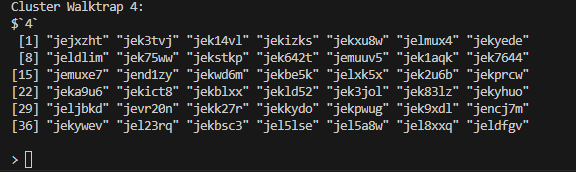 Cluster Walktrap 4:
$`4`
[1] "jejxzht" "jek3tvj" "jek14vl" "jekizks" "jekxu8w" "jelmux4" "jekyede"
[8] "jeldlim" "jek75ww" "jekstkp" "jek642t" "jemuuv5" "jek1aqk" "jek7644"
[15] "jemuxe7" "jend1zy" "jekwd6m" "jekbe5k" "jelxk5x" "jek2u6b" "jekprcw"
[22] "jeka9u6" "jekict8" "jekblxx" "jekld52" "jek3jol" "jek83lz" "jekyhuo"
[29] "jeljbkd" "jevr20n" "jekk27r" "jekkydo" "jekpwug" "jek9xdl" "jencj7m"
[36] "jekywev" "jel23rq" "jekbsc3" "jel5lse" "jel5a8w" "jel8xxq" "jeldfgv"
>